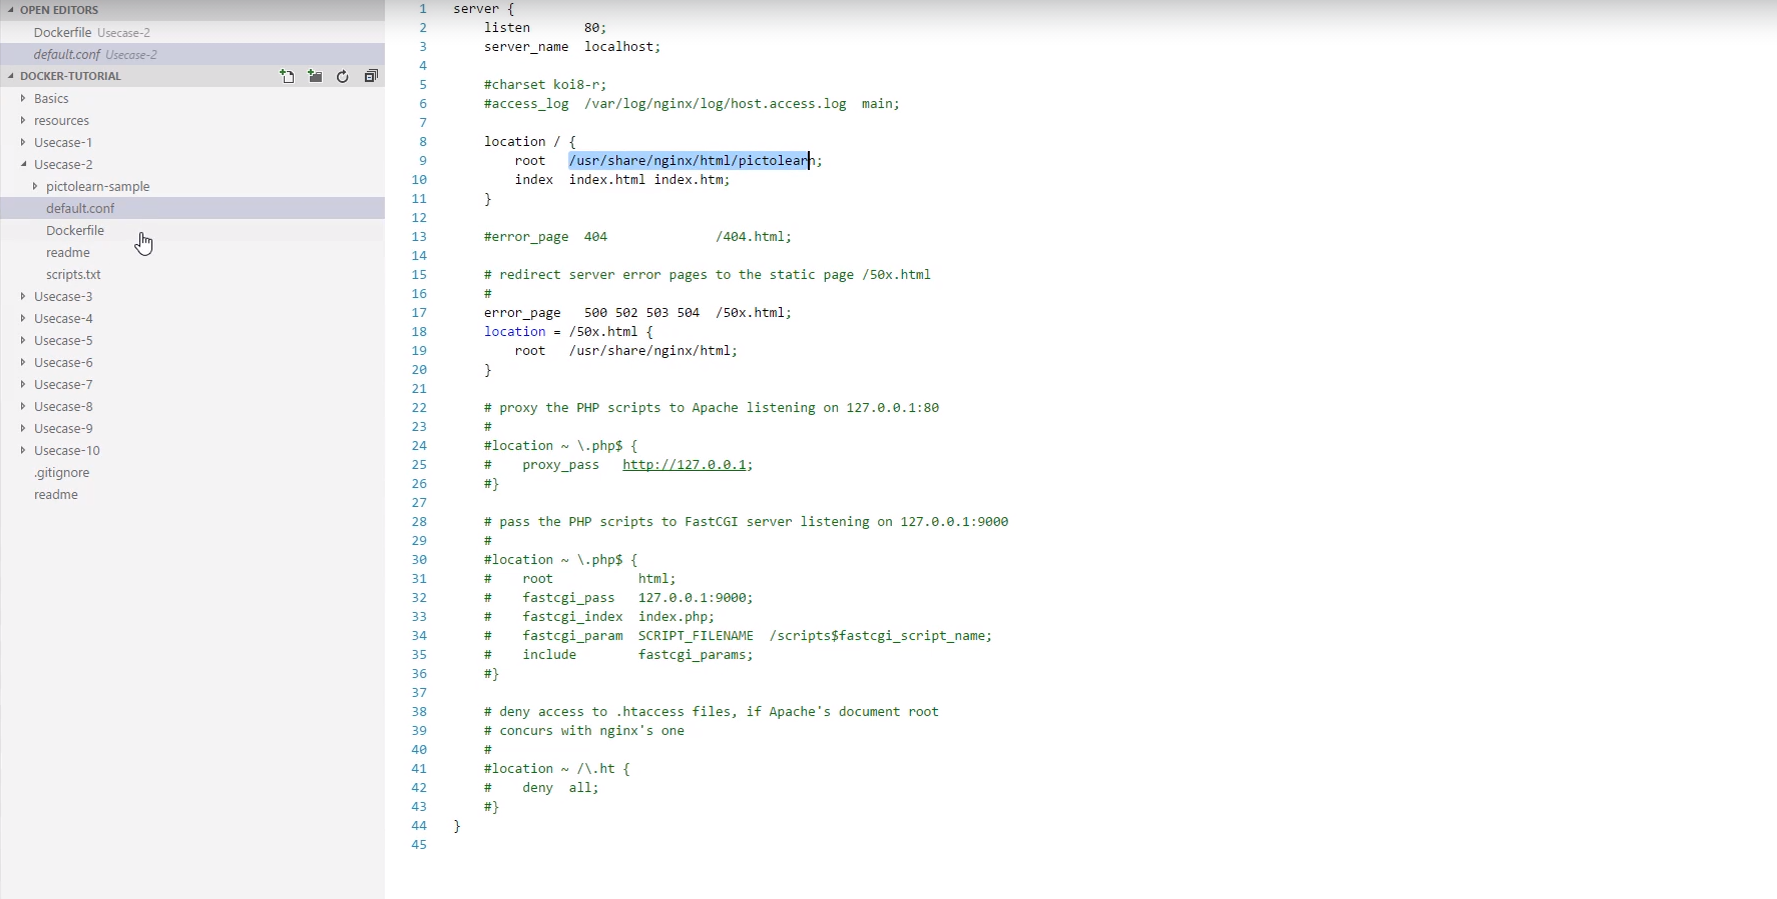 OPEN EDITORS
Dockerfile Usecase-2
default.conf Usecase-2
DOCKER-TUTORIAL
Basics
resources
Usecase-1
Usecase-2
pictolearn-sample
default.conf
Dockerfile
readme
scripts.txt
Usecase-3
Usecase-4
Usecase-5
Usecase-6
Usecase-7
Usecase-8
Usecase-9
Usecase-10
.gitignore
readme
1 server {
2     listen       80;
3     server_name  localhost;
4
5     #charset koi8-r;
6     #access_log  /var/log/nginx/log/host.access.log  main;
7
8     location / {
9         root   /usr/share/nginx/html/pictolearn;
10         index  index.html index.htm;
11     }
12
13     #error_page  404              /404.html;
14
15     # redirect server error pages to the static page /50x.html
16     #
17     error_page   500 502 503 504  /50x.html;
18     location = /50x.html {
19         root   /usr/share/nginx/html;
20     }
21
22     # proxy the PHP scripts to Apache listening on 127.0.0.1:80
23     #
24     #location ~ \.php$ {
25     #    proxy_pass   http://127.0.0.1;
26     #}
27
28     # pass the PHP scripts to FastCGI server listening on 127.0.0.1:9000
29     #
30     #location ~ \.php$ {
31     #    root           html;
32     #    fastcgi_pass   127.0.0.1:9000;
33     #    fastcgi_index  index.php;
34     #    fastcgi_param  SCRIPT_FILENAME  /scripts$fastcgi_script_name;
35     #    include        fastcgi_params;
36     #}
37
38     # deny access to .htaccess files, if Apache's document root
39     # concurs with nginx's one
40     #
41     #location ~ /\.ht {
42     #    deny  all;
43     #}
44 }
45